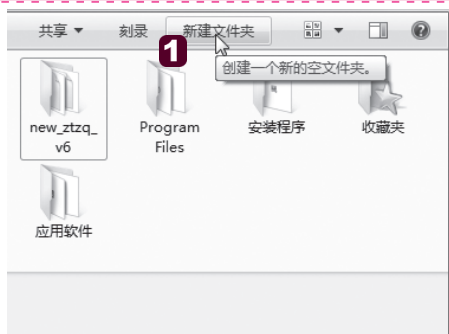 共享 刻录 新建文件夹
1
创建一个新的空文件夹。
new_ztzq_
v6
Program
Files
安装程序
收藏夹
应用软件